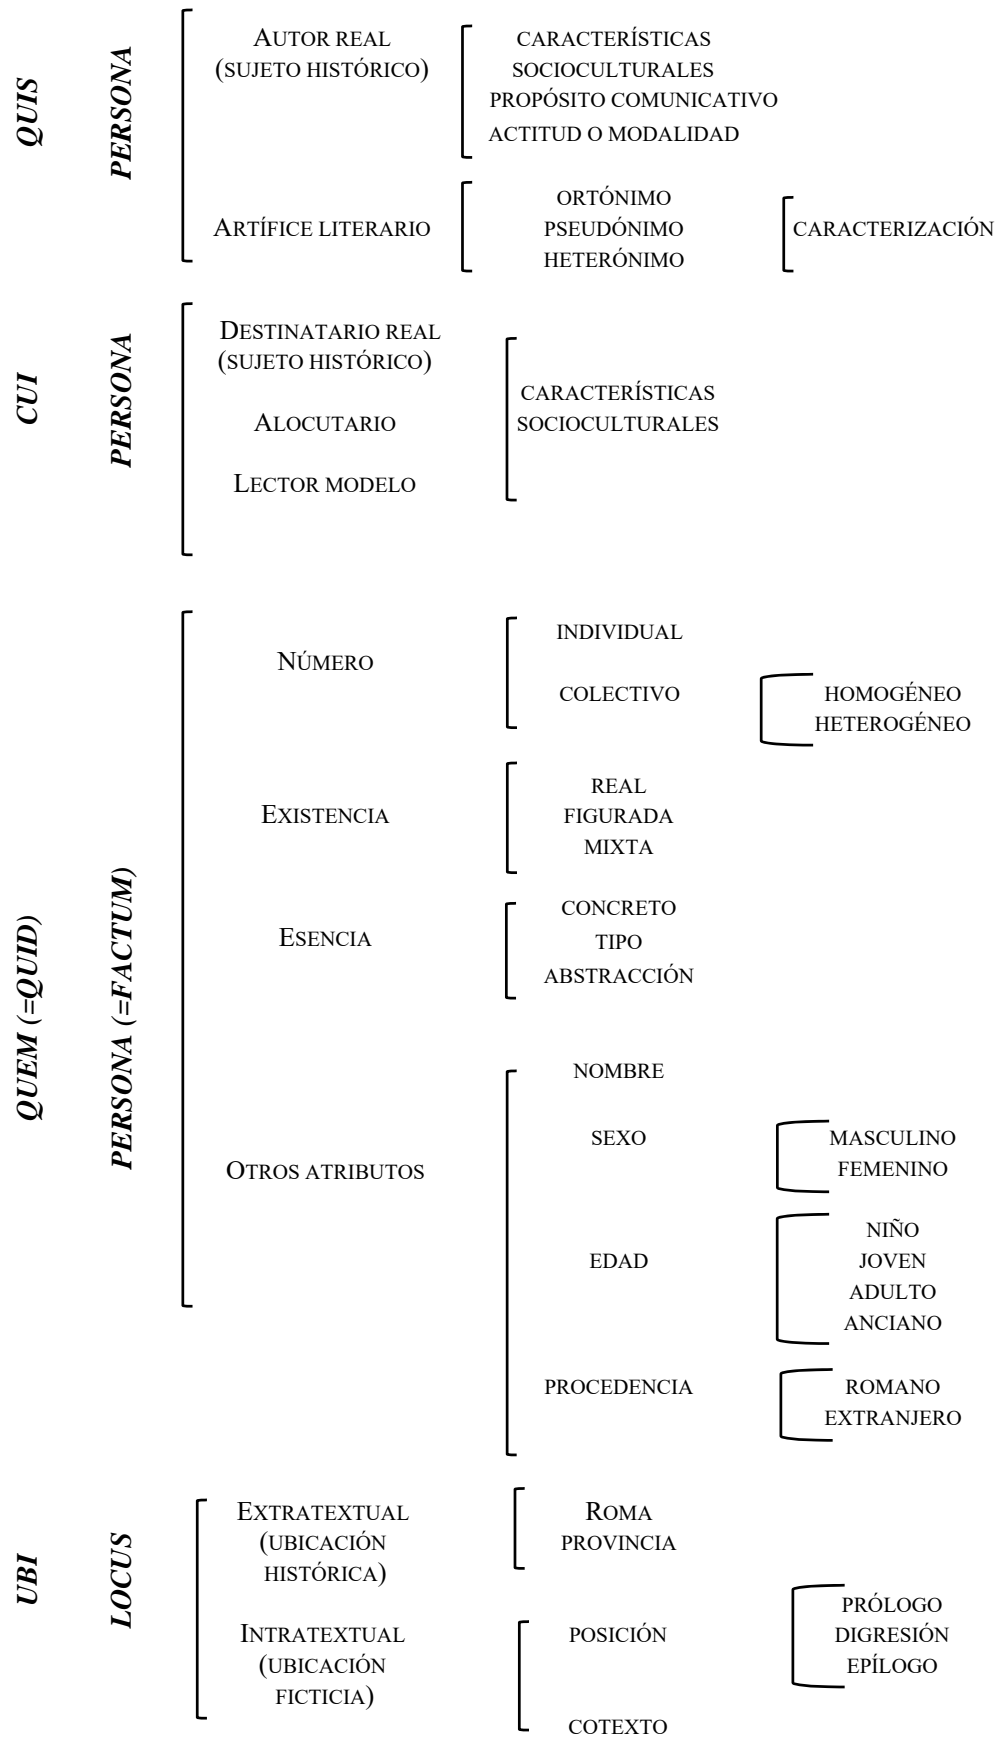 QUIS
PERSONA
AUTOR REAL
(SUJETO HISTÓRICO)
CARACTERÍSTICAS
SOCIOCULTURALES
PROPÓSITO COMUNICATIVO
ACTITUD O MODALIDAD
ARTÍFICE LITERARIO
ORTÓNIMO
PSEUDÓNIMO
HETERÓNIMO
CARACTERIZACIÓN
CUI
PERSONA
DESTINATARIO REAL
(SUJETO HISTÓRICO)
ALOCUTARIO
LECTOR MODELO
CARACTERÍSTICAS
SOCIOCULTURALES
QUEM (=QUID)
PERSONA (=FACTUM)
NÚMERO
INDIVIDUAL
COLECTIVO
HOMOGÉNEO
HETEROGÉNEO
EXISTENCIA
REAL
FIGURADA
MIXTA
ESENCIA
CONCRETO
TIPO
ABSTRACCIÓN
OTROS ATRIBUTOS
NOMBRE
SEXO
MASCULINO
FEMENINO
EDAD
NIÑO
JOVEN
ADULTO
ANCIANO
PROCEDENCIA
ROMANO
EXTRANJERO
UBI
LOCUS
EXTRATEXTUAL
(UBICACIÓN
HISTÓRICA)
ROMA
PROVINCIA
INTRATEXTUAL
(UBICACIÓN
FICTICIA)
POSICIÓN
PRÓLOGO
DIGRESIÓN
EPÍLOGO
COTEXTO